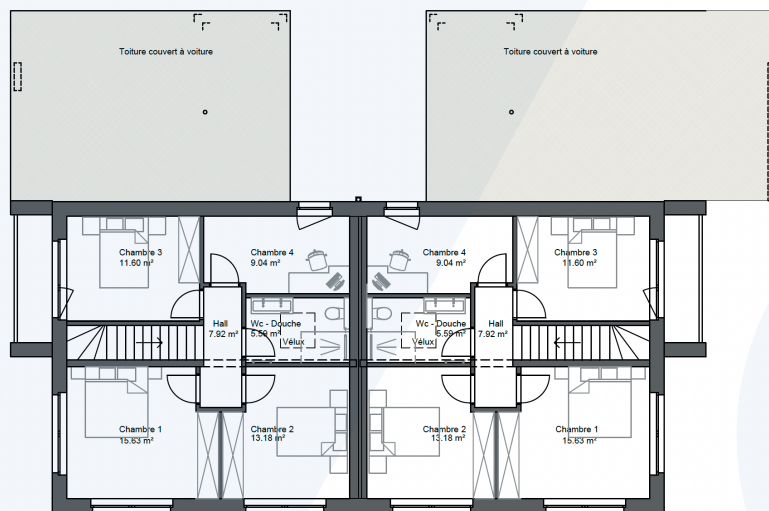 Toiture couvert à voiture
Toiture couvert à voiture
Chambre 3
11.60 m²
Chambre 4
9.04 m²
Chambre 4
9.04 m²
Chambre 3
11.60 m²
Hall
7.92 m²
Wc - Douche
5.59 m²
Vélux
Wc - Douche
5.59 m²
Vélux
Hall
7.92 m²
Chambre 1
15.63 m²
Chambre 2
13.18 m²
Chambre 2
13.18 m²
Chambre 1
15.63 m²